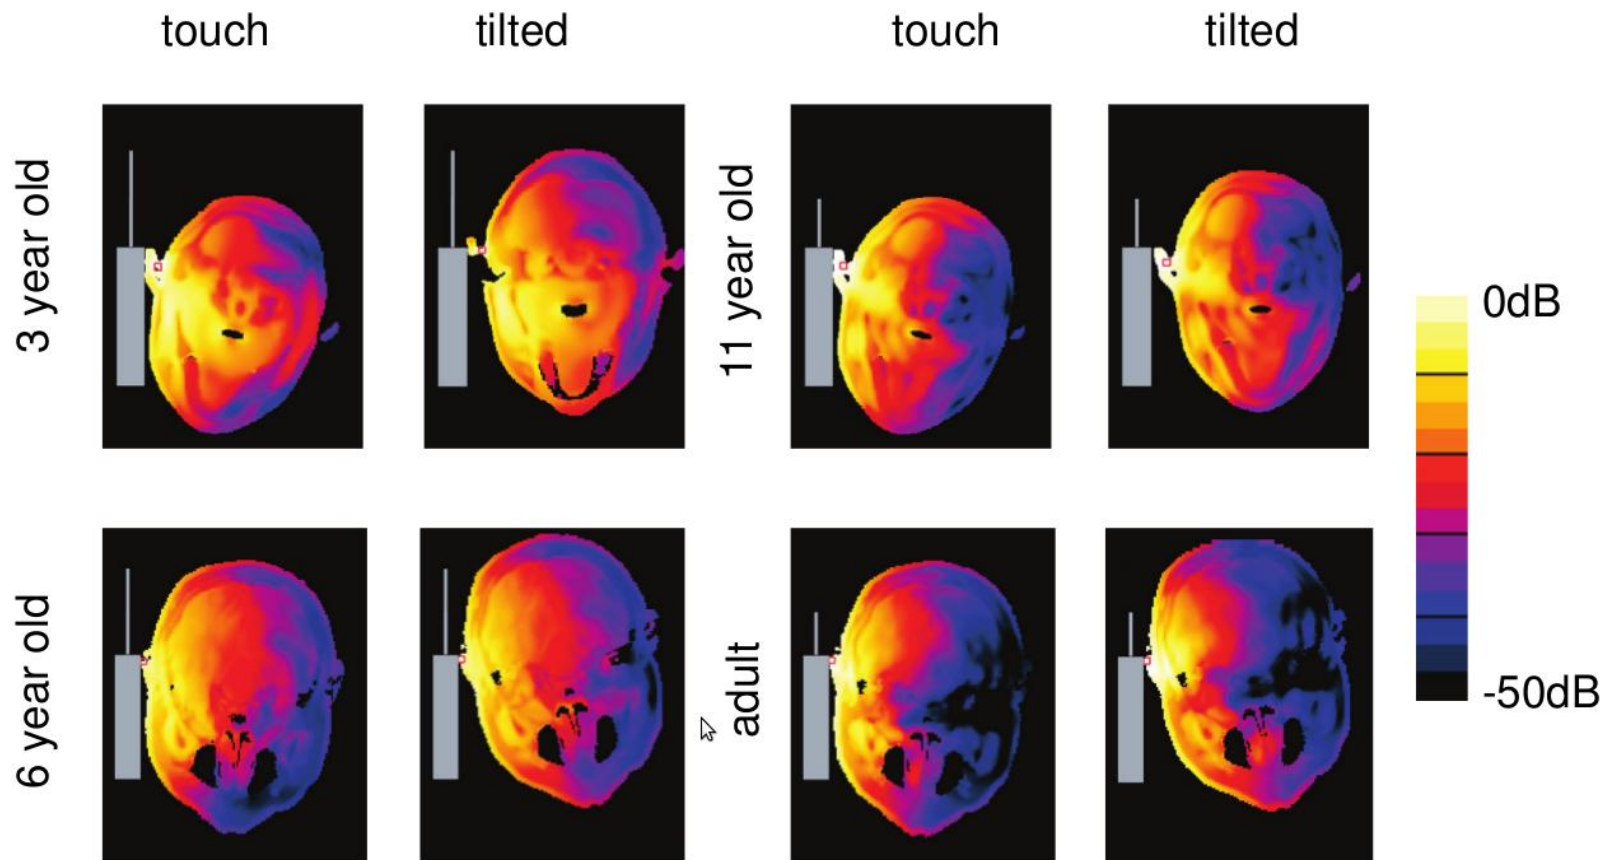 touch
tilted
touch
tilted
3 year old
11 year old
0dB
-50dB
6 year old
adult